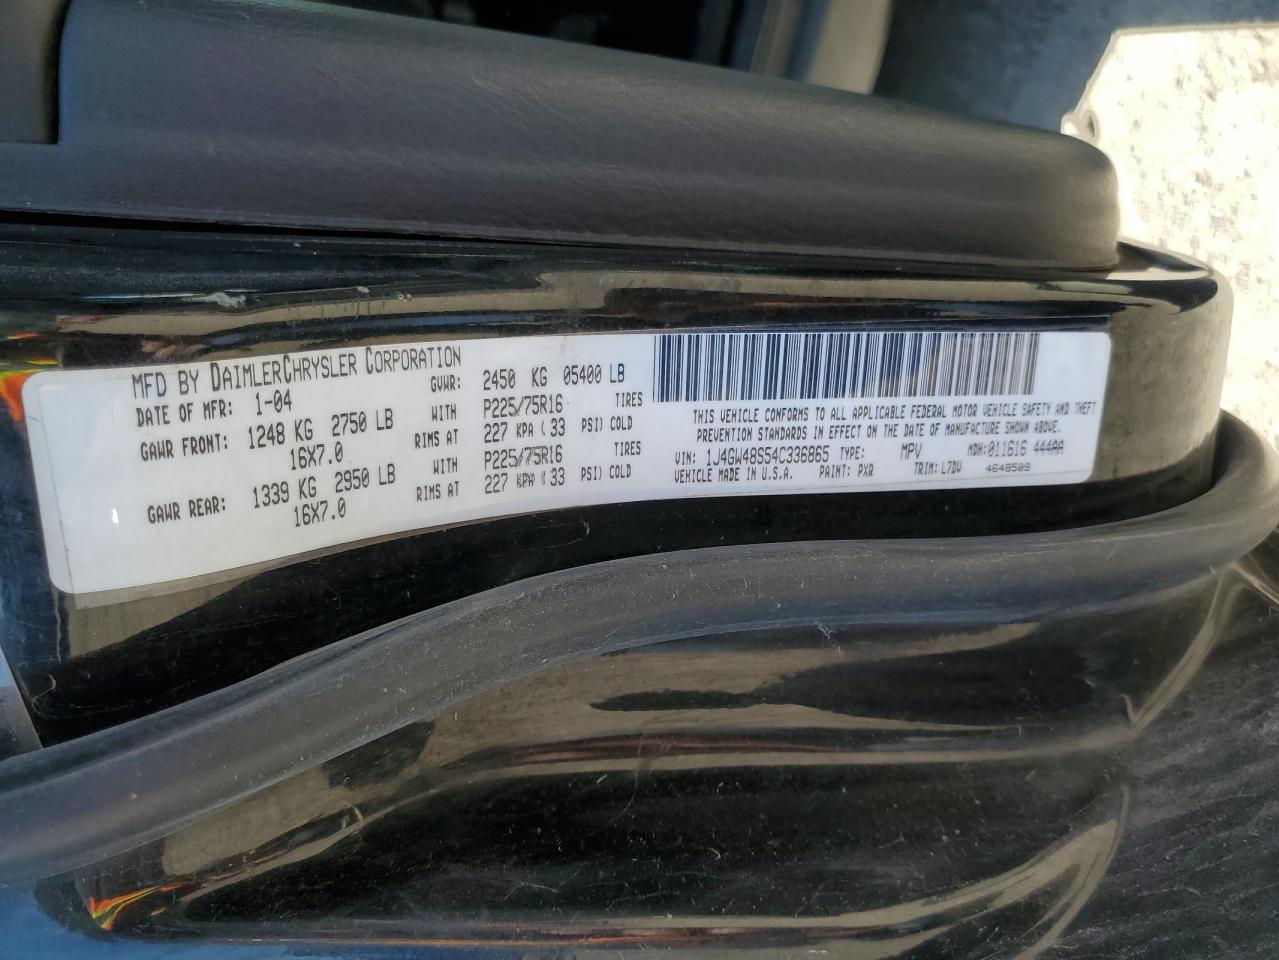 MFD BY DAIMLERCHRYSLER CORPORATION
DATE OF MFR: 1-04 GVWR: 2450 KG 05400 LB
GAWR FRONT: 1248 KG 2750 LB WITH P225/75R16 TIRES
16X7.0 RIMS AT 227 KPA ( 33 PSI) COLD
GAWR REAR: 1339 KG 2950 LB WITH P225/75R16 TIRES
16X7.0 RIMS AT 227 KPA ( 33 PSI) COLD
THIS VEHICLE CONFORMS TO ALL APPLICABLE FEDERAL MOTOR VEHICLE SAFETY AND THEFT
PREVENTION STANDARDS IN EFFECT ON THE DATE OF MANUFACTURE SHOWN ABOVE.
VIN: 1J4GW48S54C336865 TYPE: MPV MDH:011616 444AA
VEHICLE MADE IN U.S.A. PAINT: PXR TRIM: L7DV 4648509